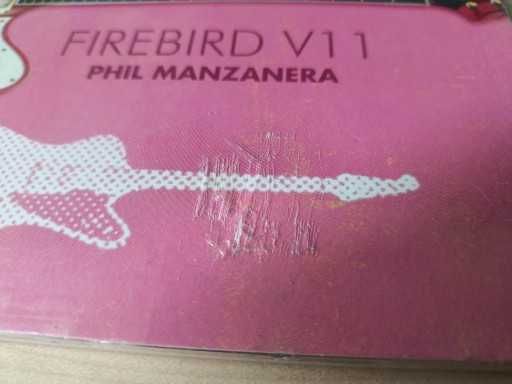 FIREBIRD V11
PHIL MANZANERA